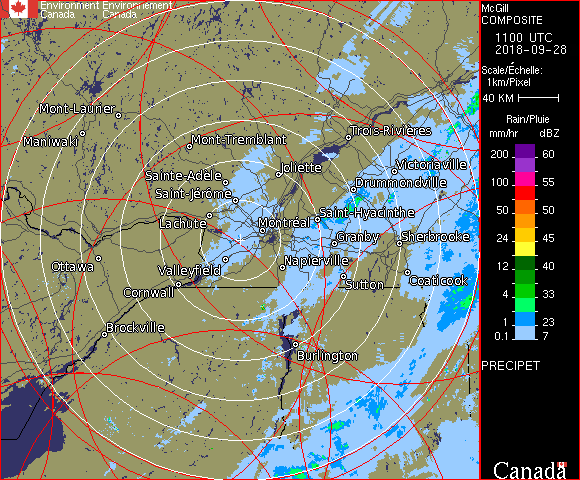 Environment Environnement
Canada Canada
McGill
COMPOSITE
1100 UTC
2018-09-28
Scale/Échelle:
1km/Pixel
40 KM
Rain/Pluie
mm/hr dBZ
200 60
150 57
100 55
50 50
24 45
12 40
4 33
1 23
0.1 7
PRECIPET
Canada
Mont-Laurier
Maniwaki
Mont-Tremblant
Trois-Rivières
Joliette
Victoriaville
Sainte-Adèle
Drummondville
Saint-Jérôme
Lachute
Saint-Hyacinthe
Montréal
Granby
Sherbrooke
Ottawa
Valleyfield
Napierville
Cornwall
Sutton
Coaticook
Brockville
Burlington